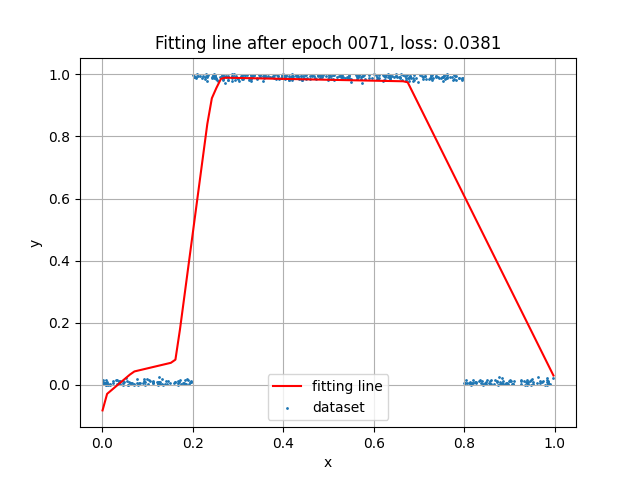 Fitting line after epoch 0071, loss: 0.0381
1.0
0.8
0.6
0.4
0.2
0.0
y
fitting line
dataset
0.0 0.2 0.4 0.6 0.8 1.0
x